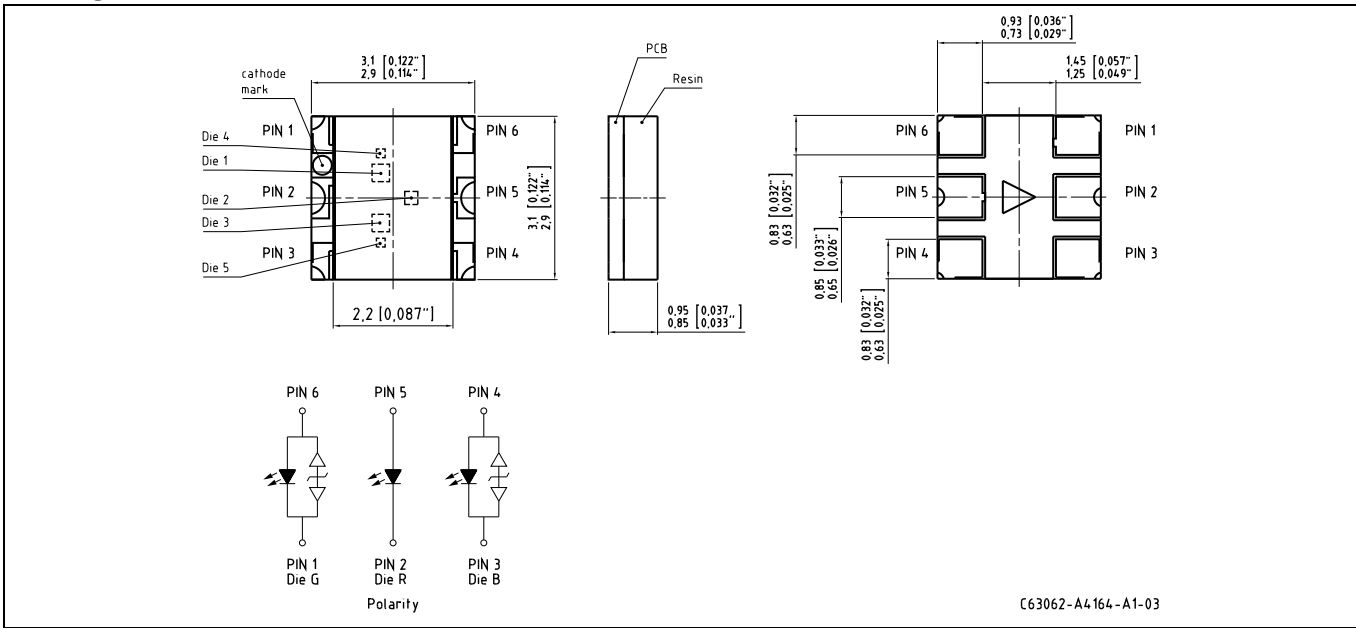 0,93 [0,036"]
0,73 [0,029"]
3,1 [0,122"]
2,9 [0,114"]
PCB
1,45 [0,057"]
1,25 [0,049"]
cathode
mark
Resin
PIN 1
PIN 6
PIN 6
PIN 1
Die 4
Die 1
PIN 2
PIN 5
PIN 5
PIN 2
Die 2
3,1 [0,122"]
2,9 [0,114"]
0,83 [0,032"]
0,63 [0,025"]
Die 3
PIN 3
PIN 4
PIN 4
PIN 3
Die 5
0,85 [0,033"]
0,65 [0,026"]
2,2 [0,087"]
0,95 [0,037"]
0,85 [0,033"]
0,83 [0,032"]
0,63 [0,025"]
PIN 6
PIN 5
PIN 4
PIN 1
PIN 2
PIN 3
Die G
Die R
Die B
Polarity
C63062-A4164-A1-03